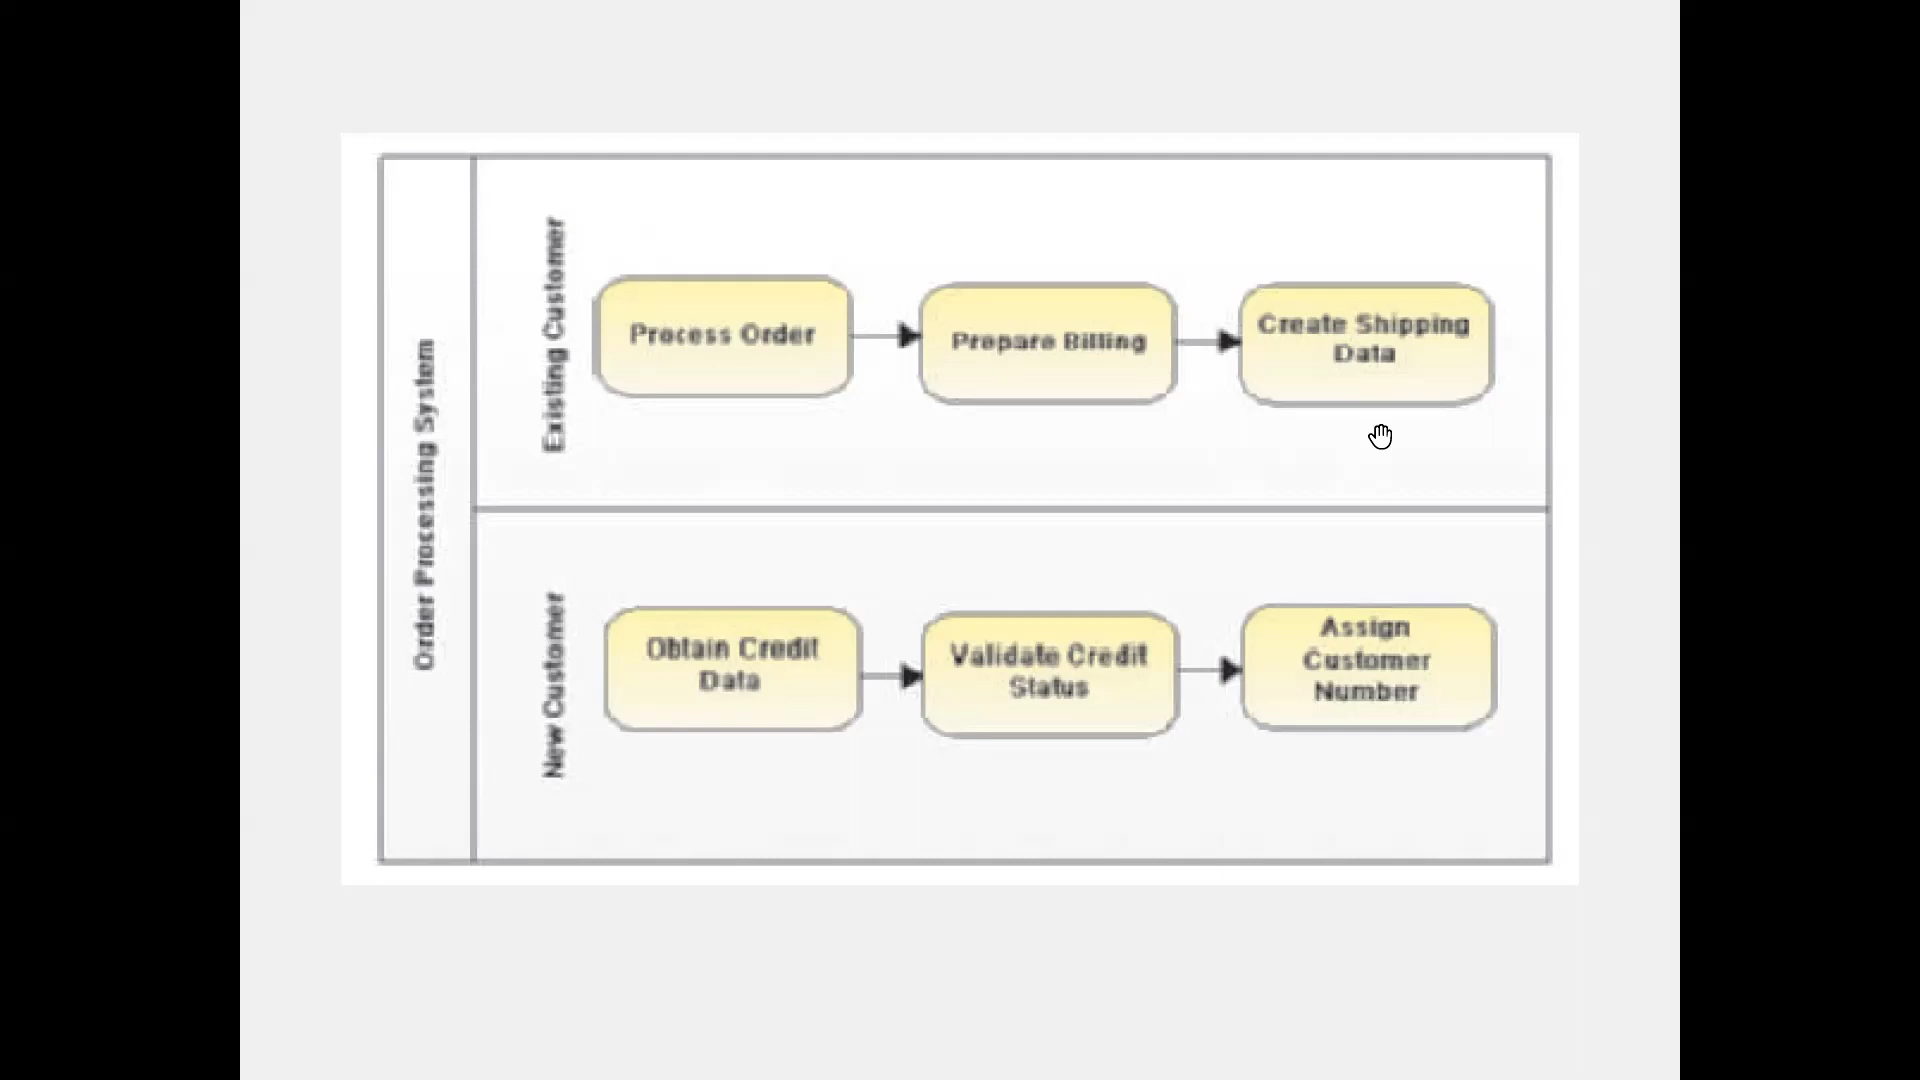 Order Processing System
Existing Customer
Process Order
Prepare Billing
Create Shipping
Data
New Customer
Obtain Credit
Data
Validate Credit
Status
Assign
Customer
Number